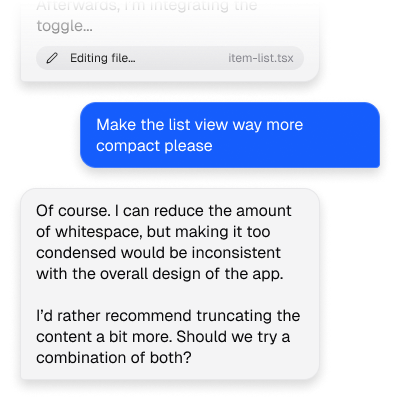 Afterwards, I'm integrating the
toggle...
Editing file...
item-list.tsx
Make the list view way more
compact please
Of course. I can reduce the amount
of whitespace, but making it too
condensed would be inconsistent
with the overall design of the app.
I'd rather recommend truncating the
content a bit more. Should we try a
combination of both?